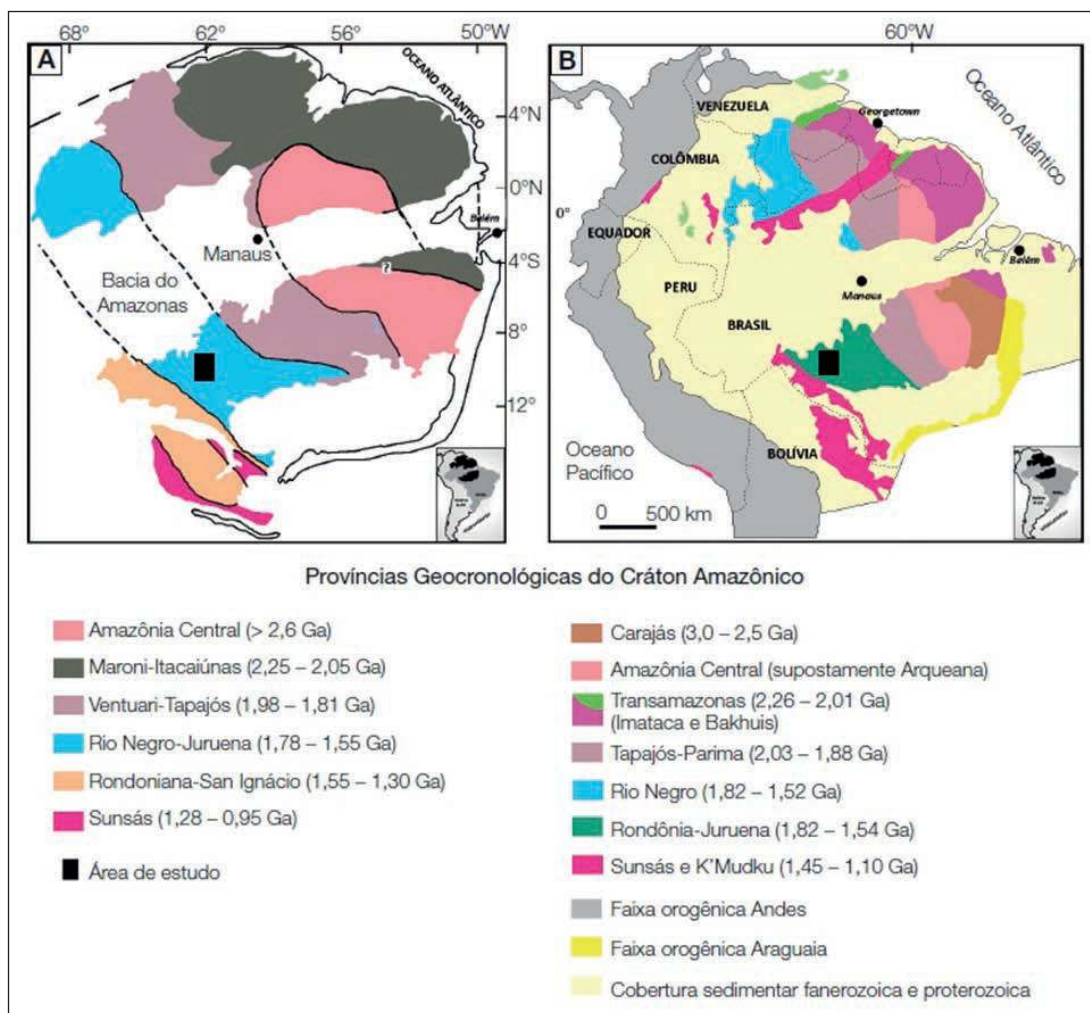 68° 62° 56° 50°W
A
OCEANO ATLÂNTICO
4°N
0°N
Belém
Manaus
4°S
?
Bacia do
Amazonas
8°
12°
60°W
B
VENEZUELA
Georgetown
Oceano Atlântico
COLÔMBIA
0°
EQUADOR
Belém
PERU
Manaus
BRASIL
BOLÍVIA
Oceano
Pacífico
0 500 km
Províncias Geocronológicas do Cráton Amazônico
Amazônia Central (> 2,6 Ga)
Maroni-Itacaiúnas (2,25 – 2,05 Ga)
Ventuari-Tapajós (1,98 – 1,81 Ga)
Rio Negro-Juruena (1,78 – 1,55 Ga)
Rondoniana-San Ignácio (1,55 – 1,30 Ga)
Sunsás (1,28 – 0,95 Ga)
Área de estudo
Carajás (3,0 – 2,5 Ga)
Amazônia Central (supostamente Arqueana)
Transamazonas (2,26 – 2,01 Ga)
(Imataca e Bakhuis)
Tapajós-Parima (2,03 – 1,88 Ga)
Rio Negro (1,82 – 1,52 Ga)
Rondônia-Juruena (1,82 – 1,54 Ga)
Sunsás e K'Mudku (1,45 – 1,10 Ga)
Faixa orogênica Andes
Faixa orogênica Araguaia
Cobertura sedimentar fanerozoica e proterozoica